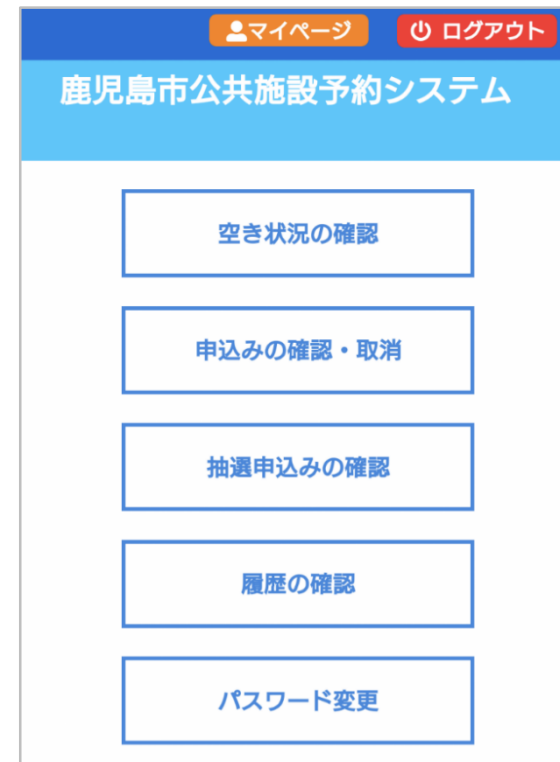 マイページ ログアウト
鹿児島市公共施設予約システム
空き状況の確認
申込みの確認・取消
抽選申込みの確認
履歴の確認
パスワード変更